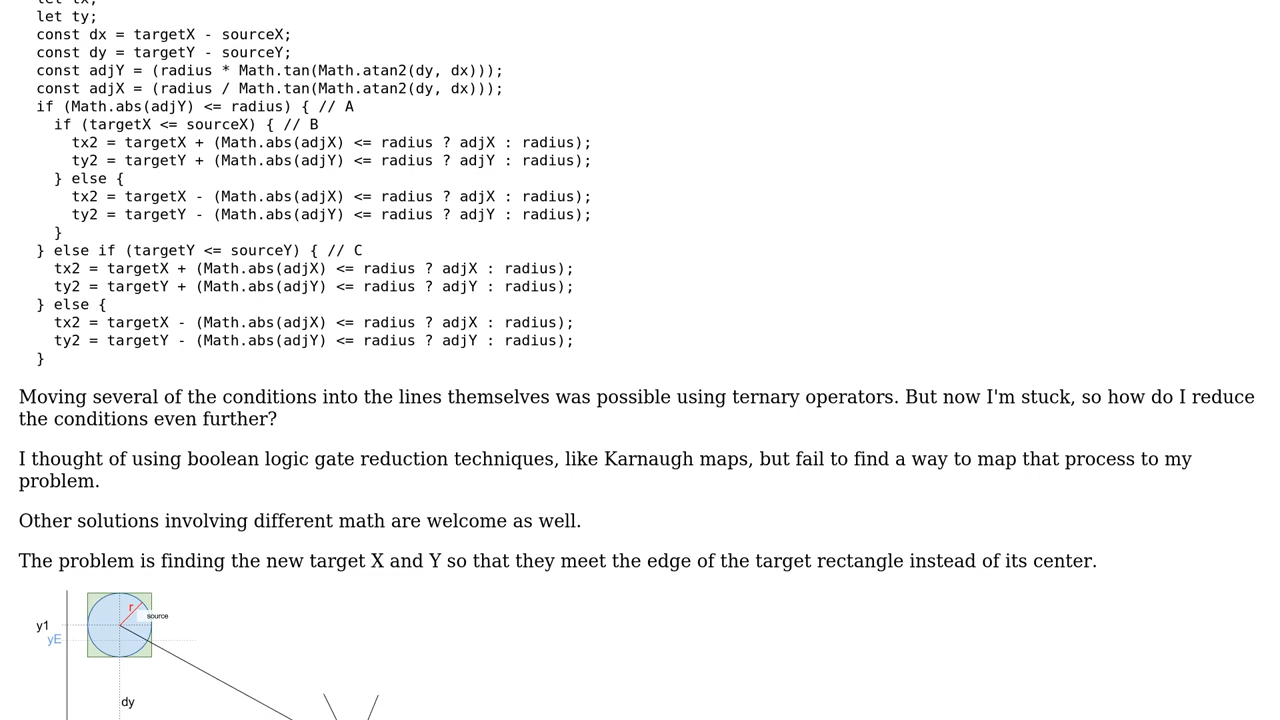 let ty;
const dx = targetX - sourceX;
const dy = targetY - sourceY;
const adjY = (radius * Math.tan(Math.atan2(dy, dx)));
const adjX = (radius / Math.tan(Math.atan2(dy, dx)));
if (Math.abs(adjY) <= radius) { // A
  if (targetX <= sourceX) { // B
    tx2 = targetX + (Math.abs(adjX) <= radius ? adjX : radius);
    ty2 = targetY + (Math.abs(adjY) <= radius ? adjY : radius);
  } else {
    tx2 = targetX - (Math.abs(adjX) <= radius ? adjX : radius);
    ty2 = targetY - (Math.abs(adjY) <= radius ? adjY : radius);
  }
} else if (targetY <= sourceY) { // C
  tx2 = targetX + (Math.abs(adjX) <= radius ? adjX : radius);
  ty2 = targetY + (Math.abs(adjY) <= radius ? adjY : radius);
} else {
  tx2 = targetX - (Math.abs(adjX) <= radius ? adjX : radius);
  ty2 = targetY - (Math.abs(adjY) <= radius ? adjY : radius);
}
Moving several of the conditions into the lines themselves was possible using ternary operators. But now I'm stuck, so how do I reduce
the conditions even further?
I thought of using boolean logic gate reduction techniques, like Karnaugh maps, but fail to find a way to map that process to my
problem.
Other solutions involving different math are welcome as well.
The problem is finding the new target X and Y so that they meet the edge of the target rectangle instead of its center.
r
source
y1
yE
dy